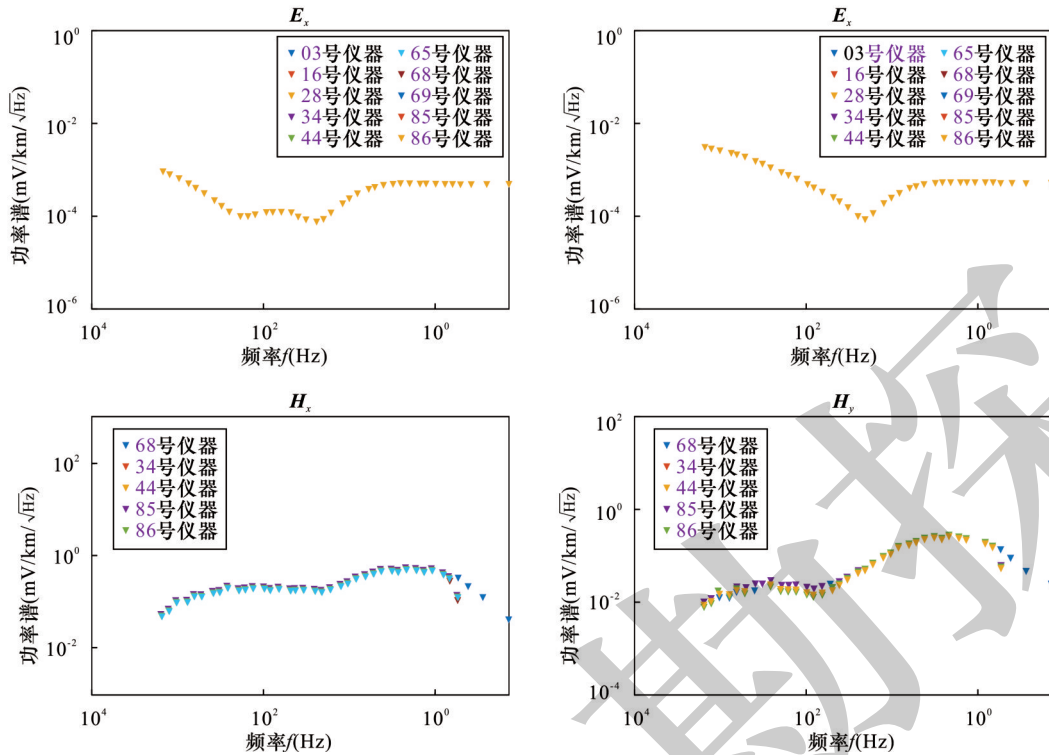 E_x
功率谱(mV/km/√Hz)
10^0
10^-2
10^-4
10^-6
03号仪器 65号仪器
16号仪器 68号仪器
28号仪器 69号仪器
34号仪器 85号仪器
44号仪器 86号仪器
10^4 10^2 10^0
频率f(Hz)
E_x
功率谱(mV/km/√Hz)
10^0
10^-2
10^-4
10^-6
03号仪器 65号仪器
16号仪器 68号仪器
28号仪器 69号仪器
34号仪器 85号仪器
44号仪器 86号仪器
10^4 10^2 10^0
频率f(Hz)
H_x
功率谱(mV/km/√Hz)
10^2
10^0
10^-2
68号仪器
34号仪器
44号仪器
85号仪器
86号仪器
10^4 10^2 10^0
频率f(Hz)
H_y
功率谱(mV/km/√Hz)
10^2
10^0
10^-2
10^-4
68号仪器
34号仪器
44号仪器
85号仪器
86号仪器
10^4 10^2 10^0
频率f(Hz)
勘探